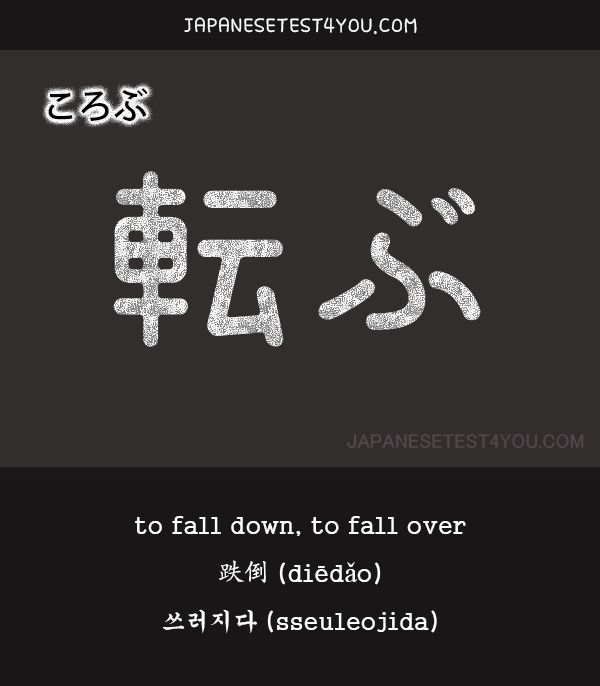 JAPANESETEST4YOU.COM
ころぶ
転ぶ
JAPANESETEST4YOU.COM
to fall down, to fall over
跌倒 (diēdǎo)
쓰러지다 (sseuleojida)